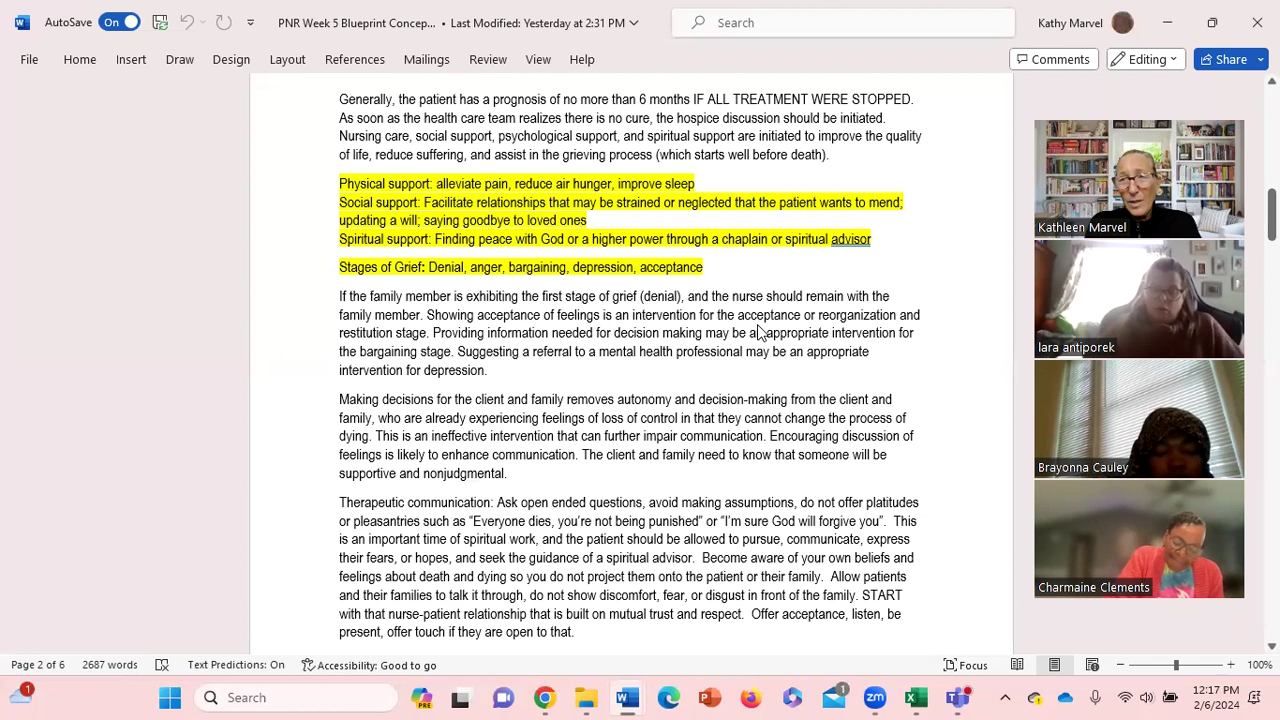 AutoSave On PNR Week 5 Blueprint Concep... • Last Modified: Yesterday at 2:31 PM Search Kathy Marvel
File Home Insert Draw Design Layout References Mailings Review View Help Comments Editing Share
Generally, the patient has a prognosis of no more than 6 months IF ALL TREATMENT WERE STOPPED.
As soon as the health care team realizes there is no cure, the hospice discussion should be initiated.
Nursing care, social support, psychological support, and spiritual support are initiated to improve the quality
of life, reduce suffering, and assist in the grieving process (which starts well before death).
Physical support: alleviate pain, reduce air hunger, improve sleep
Social support: Facilitate relationships that may be strained or neglected that the patient wants to mend;
updating a will; saying goodbye to loved ones
Spiritual support: Finding peace with God or a higher power through a chaplain or spiritual advisor
Stages of Grief: Denial, anger, bargaining, depression, acceptance
If the family member is exhibiting the first stage of grief (denial), and the nurse should remain with the
family member. Showing acceptance of feelings is an intervention for the acceptance or reorganization and
restitution stage. Providing information needed for decision making may be a appropriate intervention for
the bargaining stage. Suggesting a referral to a mental health professional may be an appropriate
intervention for depression.
Making decisions for the client and family removes autonomy and decision-making from the client and
family, who are already experiencing feelings of loss of control in that they cannot change the process of
dying. This is an ineffective intervention that can further impair communication. Encouraging discussion of
feelings is likely to enhance communication. The client and family need to know that someone will be
supportive and nonjudgmental.
Therapeutic communication: Ask open ended questions, avoid making assumptions, do not offer platitudes
or pleasantries such as “Everyone dies, you’re not being punished” or “I’m sure God will forgive you”. This
is an important time of spiritual work, and the patient should be allowed to pursue, communicate, express
their fears, or hopes, and seek the guidance of a spiritual advisor. Become aware of your own beliefs and
feelings about death and dying so you do not project them onto the patient or their family. Allow patients
and their families to talk it through, do not show discomfort, fear, or disgust in front of the family. START
with that nurse-patient relationship that is built on mutual trust and respect. Offer acceptance, listen, be
present, offer touch if they are open to that.
Kathleen Marvel
lara antiporek
Brayonna Cauley
Charmaine Clements
Page 2 of 6 2687 words Text Predictions: On Accessibility: Good to go Focus 100%
1 Search PRE 1 zm 12:17 PM
2/6/2024